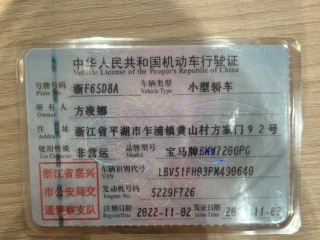 中华人民共和国机动车行驶证
Vehicle License of the People's Republic of China
号牌号码 浙F65D8A 车辆类型 小型轿车
Plate No. Vehicle Type
所有人 方凌娜
Owner
住址 浙江省平湖市乍浦镇黄山村方家门92号
Address
使用性质 非营运 品牌型号 宝马牌BMW7200PG
Use Character Model
浙江省嘉兴 车辆识别代号 LBV51FH03PM490640
VIN
市公安局交 发动机号码 5229F726
Engine No.
通警察支队 注册日期 2022-11-02 发证日期 2022-11-02
Register Date Issue Date